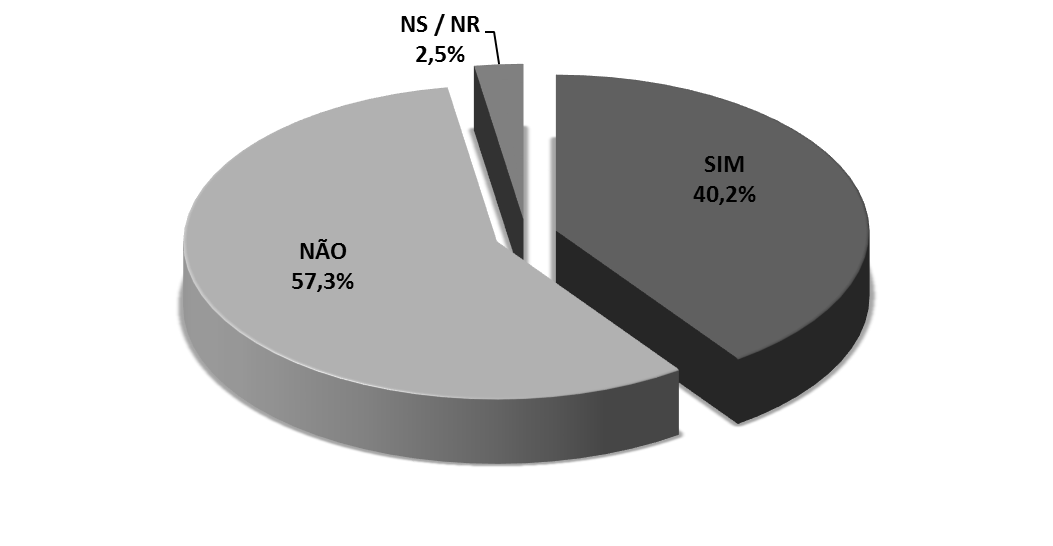 NS / NR
2,5%
SIM
40,2%
NÃO
57,3%